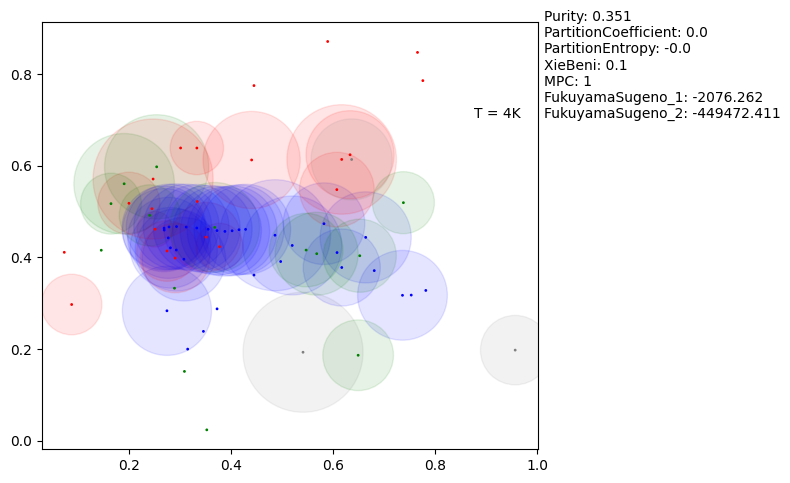 Purity: 0.351
PartitionCoefficient: 0.0
PartitionEntropy: -0.0
XieBeni: 0.1
MPC: 1
FukuyamaSugeno_1: -2076.262
FukuyamaSugeno_2: -449472.411
T = 4K
0.8
0.6
0.4
0.2
0.0
0.2 0.4 0.6 0.8 1.0